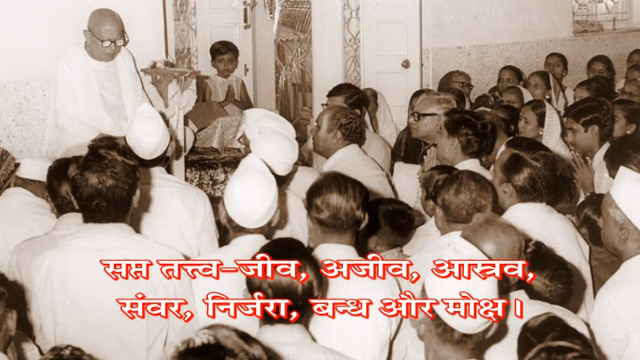 सप्त तत्त्व-जीव, अजीव, आस्त्रव,
संवर, निर्जरा, बन्ध और मोक्ष।